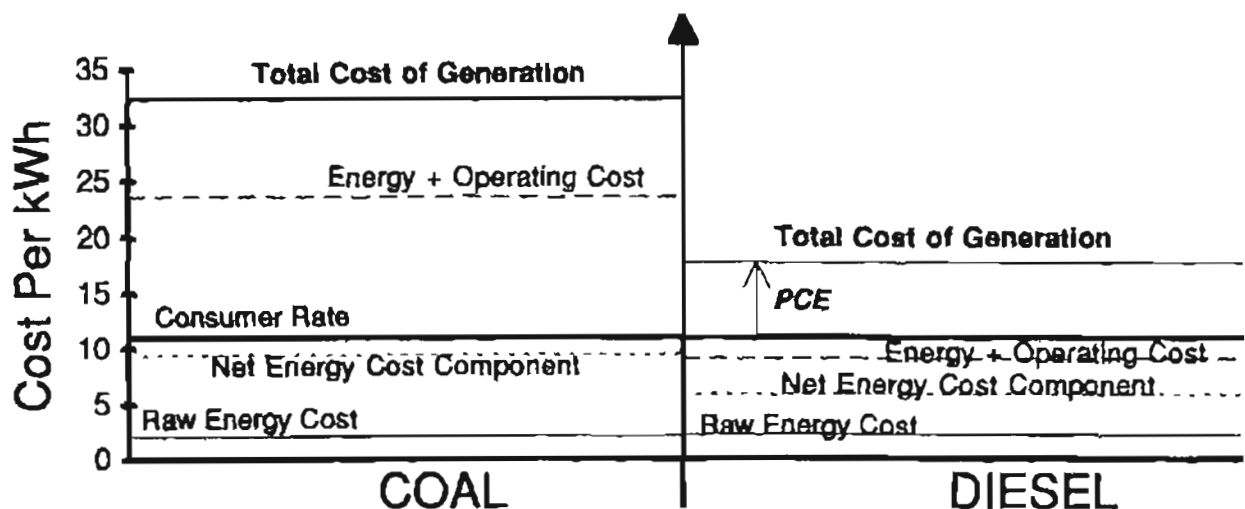 35
30
25
20
15
10
5
0
Cost Per kWh
Total Cost of Generation
Energy + Operating Cost
Consumer Rate
Net Energy Cost Component
Raw Energy Cost
COAL
Total Cost of Generation
PCE
Energy + Operating Cost
Net Energy Cost Component
Raw Energy Cost
DIESEL